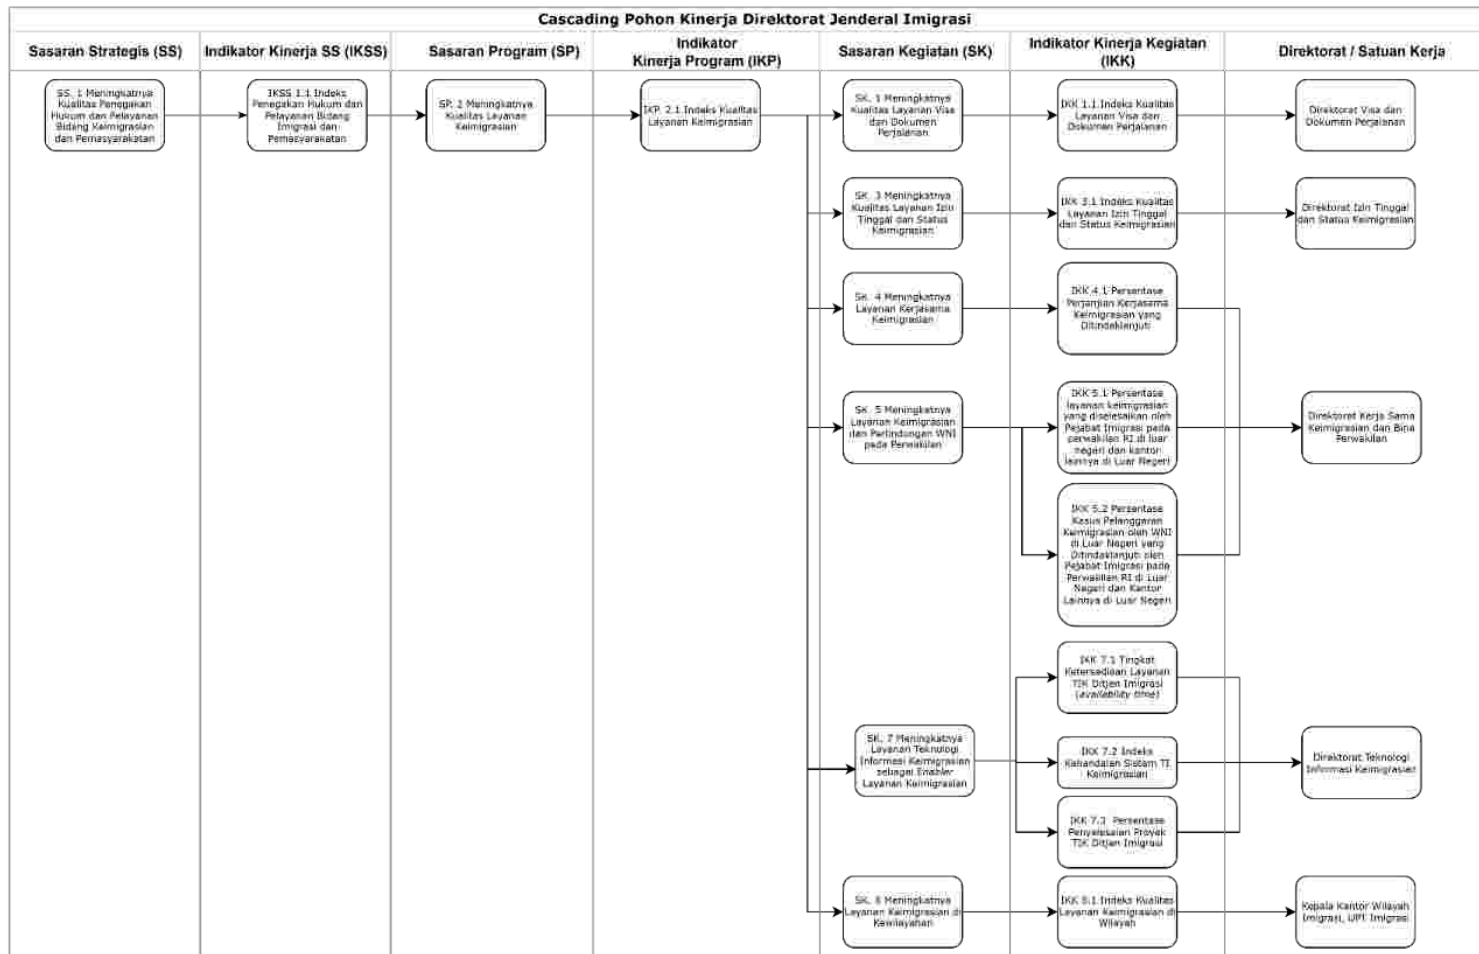 Cascading Pohon Kinerja Direktorat Jenderal Imigrasi
Sasaran Strategis (SS)
Indikator Kinerja SS (IKSS)
Sasaran Program (SP)
Indikator
Kinerja Program (IKP)
Sasaran Kegiatan (SK)
Indikator Kinerja Kegiatan
(IKK)
Direktorat / Satuan Kerja
SS. 1 Meningkatnya
Kualitas Penegakan
Hukum dan Pelayanan
Bidang Keimigrasian
dan Pemasyarakatan
IKSS 1.1 Indeks
Penegakan Hukum dan
Pelayanan Bidang
Imigrasi dan
Pemasyarakatan
SP. 2 Meningkatnya
Kualitas Layanan
Keimigrasian
IKP. 2.1 Indeks Kualitas
Layanan Keimigrasian
SK. 1 Meningkatnya
Kualitas Layanan Visa
dan Dokumen
Perjalanan
IKK 1.1 Indeks Kualitas
Layanan Visa dan
Dokumen Perjalanan
Direktorat Visa dan
Dokumen Perjalanan
SK. 3 Meningkatnya
Kualitas Layanan Izin
Tinggal dan Status
Keimigrasian
IKK 3.1 Indeks Kualitas
Layanan Izin Tinggal
dan Status Keimigrasian
Direktorat Izin Tinggal
dan Status Keimigrasian
SK. 4 Meningkatnya
Layanan Kerjasama
Keimigrasian
IKK 4.1 Persentase
Perjanjian Kerjasama
Keimigrasian yang
Ditindaklanjuti
SK. 5 Meningkatnya
Layanan Keimigrasian
dan Perlindungan WNI
pada Perwakilan
IKK 5.1 Persentase
layanan keimigrasian
yang diselesaikan oleh
Pejabat Imigrasi pada
perwakilan RI di luar
negeri dan kantor
lainnya di Luar Negeri
Direktorat Kerja Sama
Keimigrasian dan Bina
Perwakilan
IKK 5.2 Persentase
Kasus Pelanggaran
Keimigrasian oleh WNI
di Luar Negeri yang
Ditindaklanjuti oleh
Pejabat Imigrasi pada
Perwakilan RI di Luar
Negeri dan Kantor
Lainnya di Luar Negeri
IKK 7.1 Tingkat
Ketersediaan Layanan
TIK Ditjen Imigrasi
(availability time)
SK. 7 Meningkatnya
Layanan Teknologi
Informasi Keimigrasian
sebagai Enabler
Layanan Keimigrasian
IKK 7.2 Indeks
Kehandalan Sistem TI
Keimigrasian
Direktorat Teknologi
Informasi Keimigrasian
IKK 7.3 Persentase
Penyelesaian Proyek
TIK Ditjen Imigrasi
SK. 8 Meningkatnya
Layanan Keimigrasian di
Kewilayahan
IKK 8.1 Indeks Kualitas
Layanan Keimigrasian di
Wilayah
Kepala Kantor Wilayah
Imigrasi, UPT Imigrasi